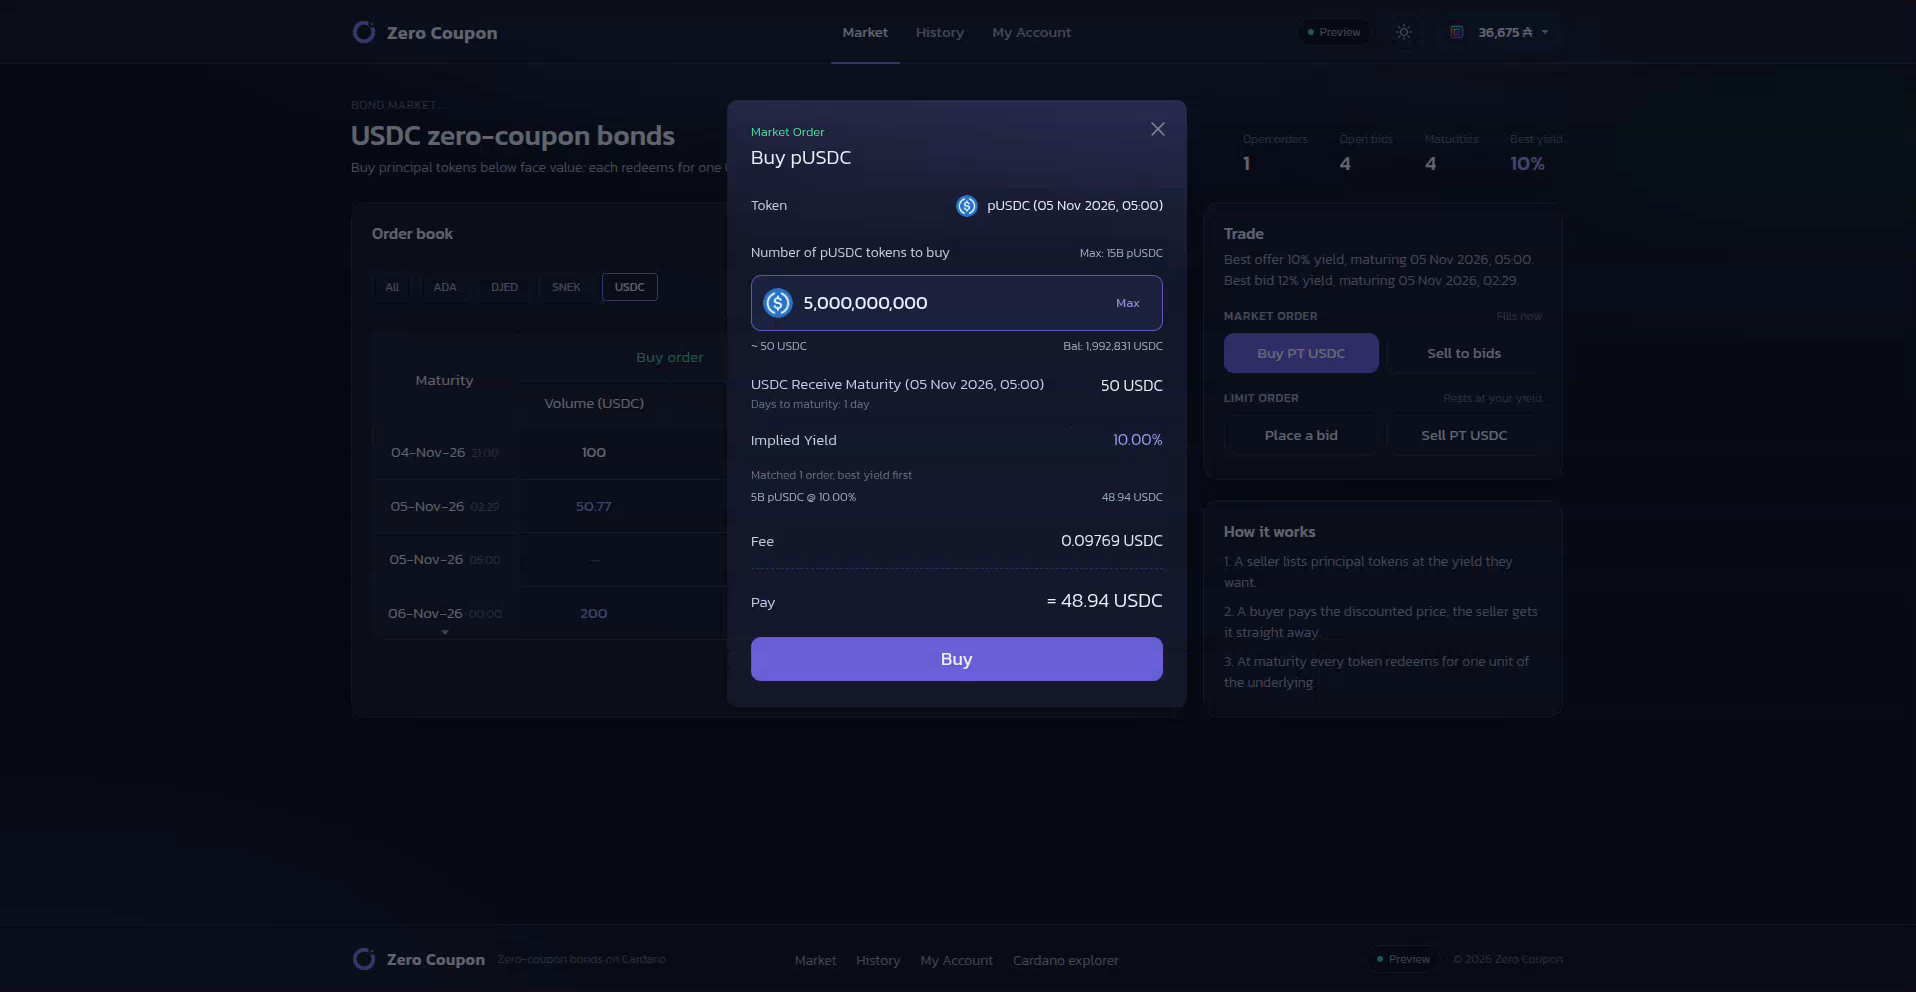 Zero Coupon
Market
History
My Account
Preview
36,675 ₳
BOND MARKET
USDC zero-coupon bonds
Buy principal tokens below face value: each redeems for one
Open orders
1
Open bids
4
Maturities
4
Best yield
10%
Order book
All
ADA
DJED
SNEK
USDC
Maturity
Buy order
Volume (USDC)
04-Nov-26 21:00
100
05-Nov-26 02:29
50.77
05-Nov-26 05:00
—
06-Nov-26 00:00
200
Market Order
Buy pUSDC
Token
pUSDC (05 Nov 2026, 05:00)
Number of pUSDC tokens to buy
Max: 15B pUSDC
5,000,000,000
Max
~ 50 USDC
Bal: 1,992,831 USDC
USDC Receive Maturity (05 Nov 2026, 05:00)
50 USDC
Days to maturity: 1 day
Implied Yield
10.00%
Matched 1 order, best yield first
5B pUSDC @ 10.00%
48.94 USDC
Fee
0.09769 USDC
Pay
= 48.94 USDC
Buy
Trade
Best offer 10% yield, maturing 05 Nov 2026, 05:00.
Best bid 12% yield, maturing 05 Nov 2026, 02:29.
MARKET ORDER
Fills now
Buy PT USDC
Sell to bids
LIMIT ORDER
Rests at your yield
Place a bid
Sell PT USDC
How it works
1. A seller lists principal tokens at the yield they
want.
2. A buyer pays the discounted price, the seller gets
it straight away.
3. At maturity every token redeems for one unit of
the underlying.
Zero Coupon
Zero-coupon bonds on Cardano
Market
History
My Account
Cardano explorer
Preview
© 2026 Zero Coupon